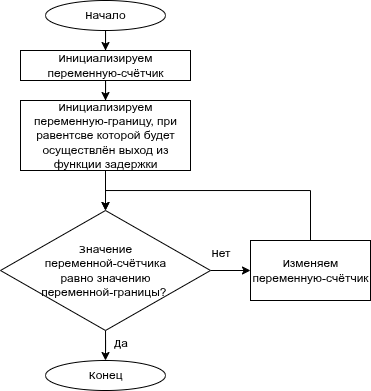 Начало
Инициализируем
переменную-счётчик
Инициализируем
переменную-границу, при
равентсве которой будет
осуществлён выход из
функции задержки
Значение
переменной-счётчика
равно значению
переменной-границы?
Нет
Изменяем
переменную-счётчик
Да
Конец